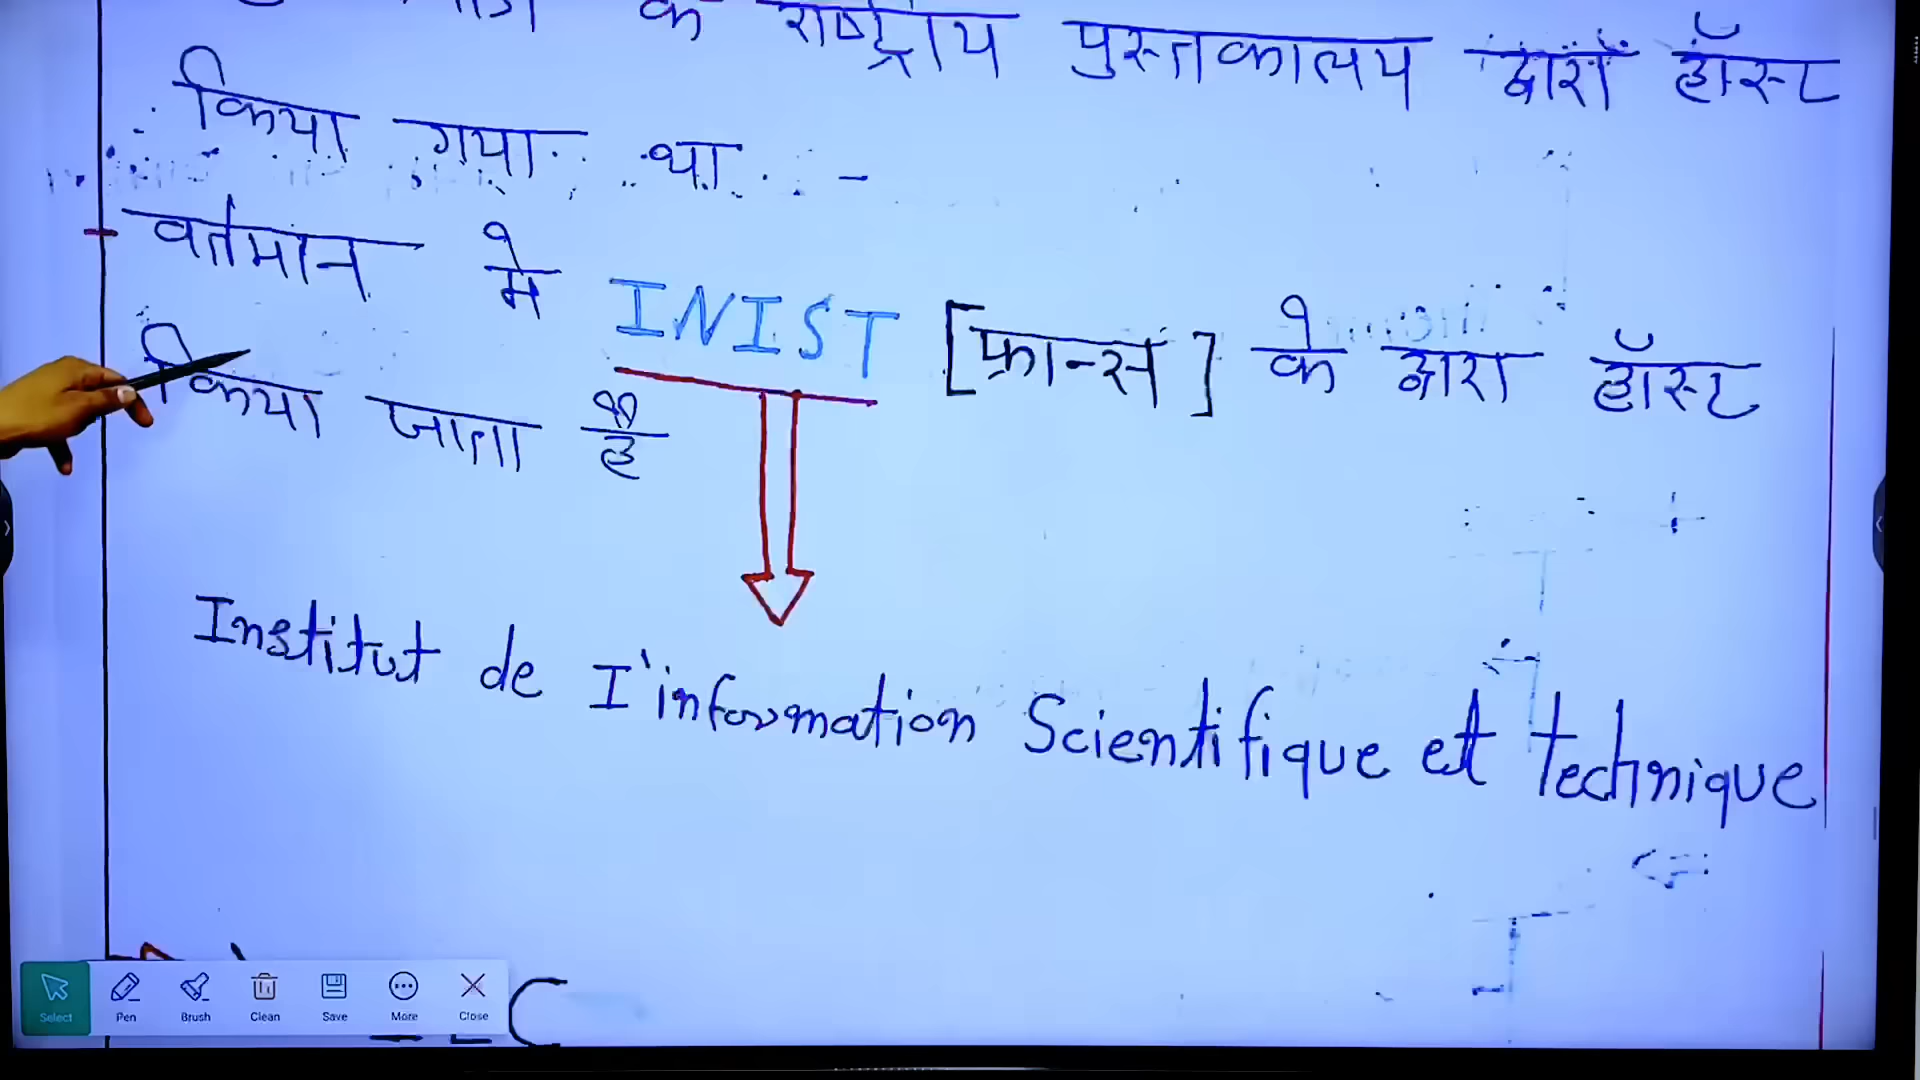 के राष्ट्रीय पुस्तकालय द्वारा हॉस्ट
किया गया था -
वर्तमान मे INIST [फ्रान्स] के द्वारा हॉस्ट
किया जाता है
Institut de I'information Scientifique et technique
Select Pen Brush Clean Save More Close